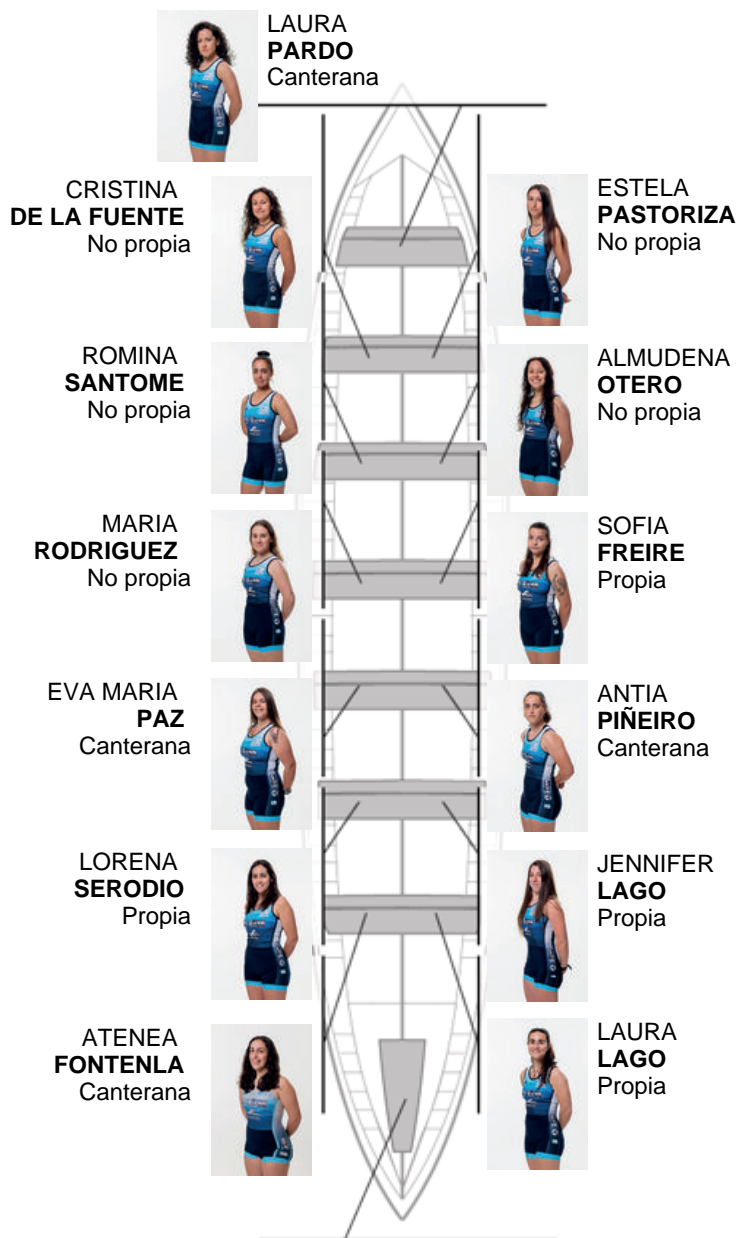 LAURA
PARDO
Canterana
CRISTINA
DE LA FUENTE
No propia
ESTELA
PASTORIZA
No propia
ROMINA
SANTOME
No propia
ALMUDENA
OTERO
No propia
MARIA
RODRIGUEZ
No propia
SOFIA
FREIRE
Propia
EVA MARIA
PAZ
Canterana
ANTIA
PIÑEIRO
Canterana
LORENA
SERODIO
Propia
JENNIFER
LAGO
Propia
ATENEA
FONTENLA
Canterana
LAURA
LAGO
Propia